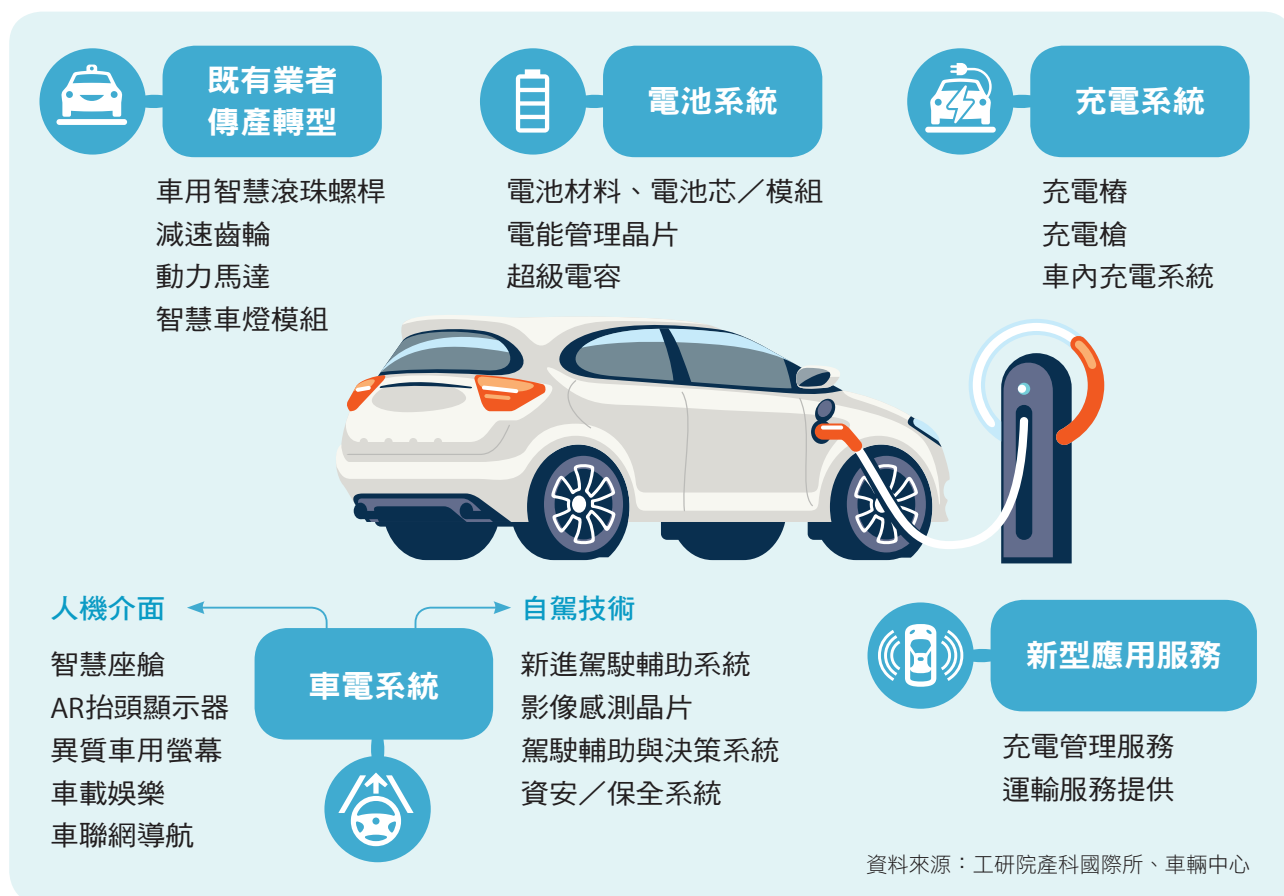 既有業者
傳產轉型
車用智慧滾珠螺桿
減速齒輪
動力馬達
智慧車燈模組
電池系統
電池材料、電池芯／模組
電能管理晶片
超級電容
充電系統
充電樁
充電槍
車內充電系統
人機介面
智慧座艙
AR抬頭顯示器
異質車用螢幕
車載娛樂
車聯網導航
車電系統
自駕技術
新進駕駛輔助系統
影像感測晶片
駕駛輔助與決策系統
資安／保全系統
新型應用服務
充電管理服務
運輸服務提供
資料來源：工研院產科國際所、車輛中心